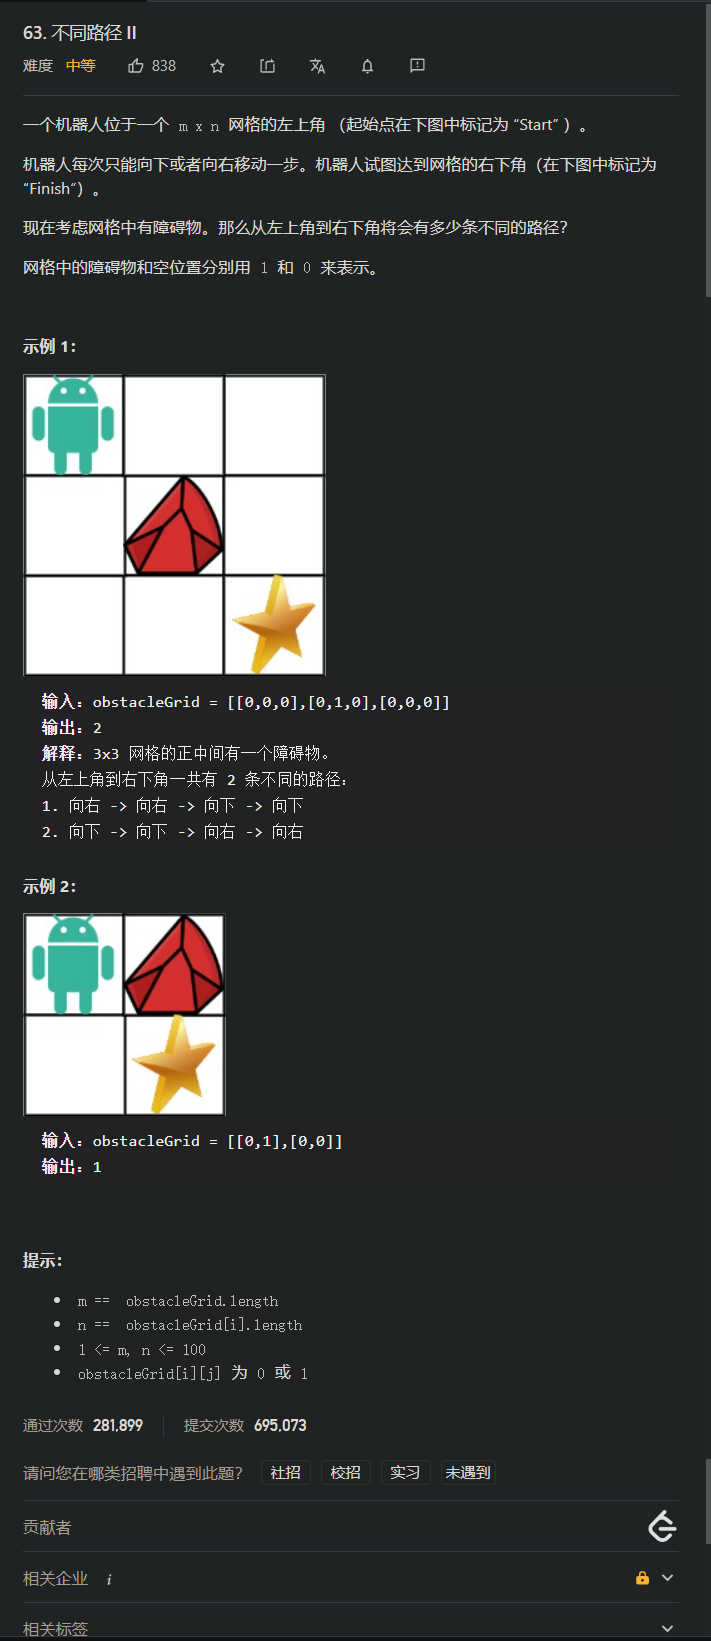 63. 不同路径 II
难度 中等 838
一个机器人位于一个 m x n 网格的左上角 （起始点在下图中标记为 “Start” ）。
机器人每次只能向下或者向右移动一步。机器人试图达到网格的右下角（在下图中标记为
“Finish”）。
现在考虑网格中有障碍物。那么从左上角到右下角将会有多少条不同的路径？
网格中的障碍物和空位置分别用 1 和 0 来表示。
示例 1：
输入：obstacleGrid = [[0,0,0],[0,1,0],[0,0,0]]
输出：2
解释：3x3 网格的正中间有一个障碍物。
从左上角到右下角一共有 2 条不同的路径：
1. 向右 -> 向右 -> 向下 -> 向下
2. 向下 -> 向下 -> 向右 -> 向右
示例 2：
输入：obstacleGrid = [[0,1],[0,0]]
输出：1
提示：
• m == obstacleGrid.length
• n == obstacleGrid[i].length
• 1 <= m, n <= 100
• obstacleGrid[i][j] 为 0 或 1
通过次数 281,899 提交次数 695,073
请问您在哪类招聘中遇到此题？ 社招 校招 实习 未遇到
贡献者
相关企业 i
相关标签